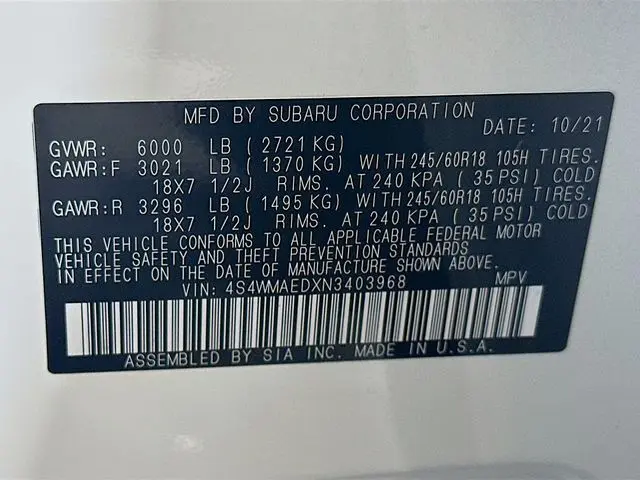 MFD BY SUBARU CORPORATION
DATE: 10/21
GVWR: 6000 LB (2721 KG)
GAWR:F 3021 LB (1370 KG) WITH 245/60R18 105H TIRES.
18X7 1/2J RIMS. AT 240 KPA (35 PSI) COLD
GAWR:R 3296 LB (1495 KG) WITH 245/60R18 105H TIRES.
18X7 1/2J RIMS. AT 240 KPA (35 PSI) COLD
THIS VEHICLE CONFORMS TO ALL APPLICABLE FEDERAL MOTOR
VEHICLE SAFETY AND THEFT PREVENTION STANDARDS
IN EFFECT ON THE DATE OF MANUFACTURE SHOWN ABOVE.
VIN: 4S4WMAEDXN3403968 MPV
ASSEMBLED BY SIA INC. MADE IN U.S.A.